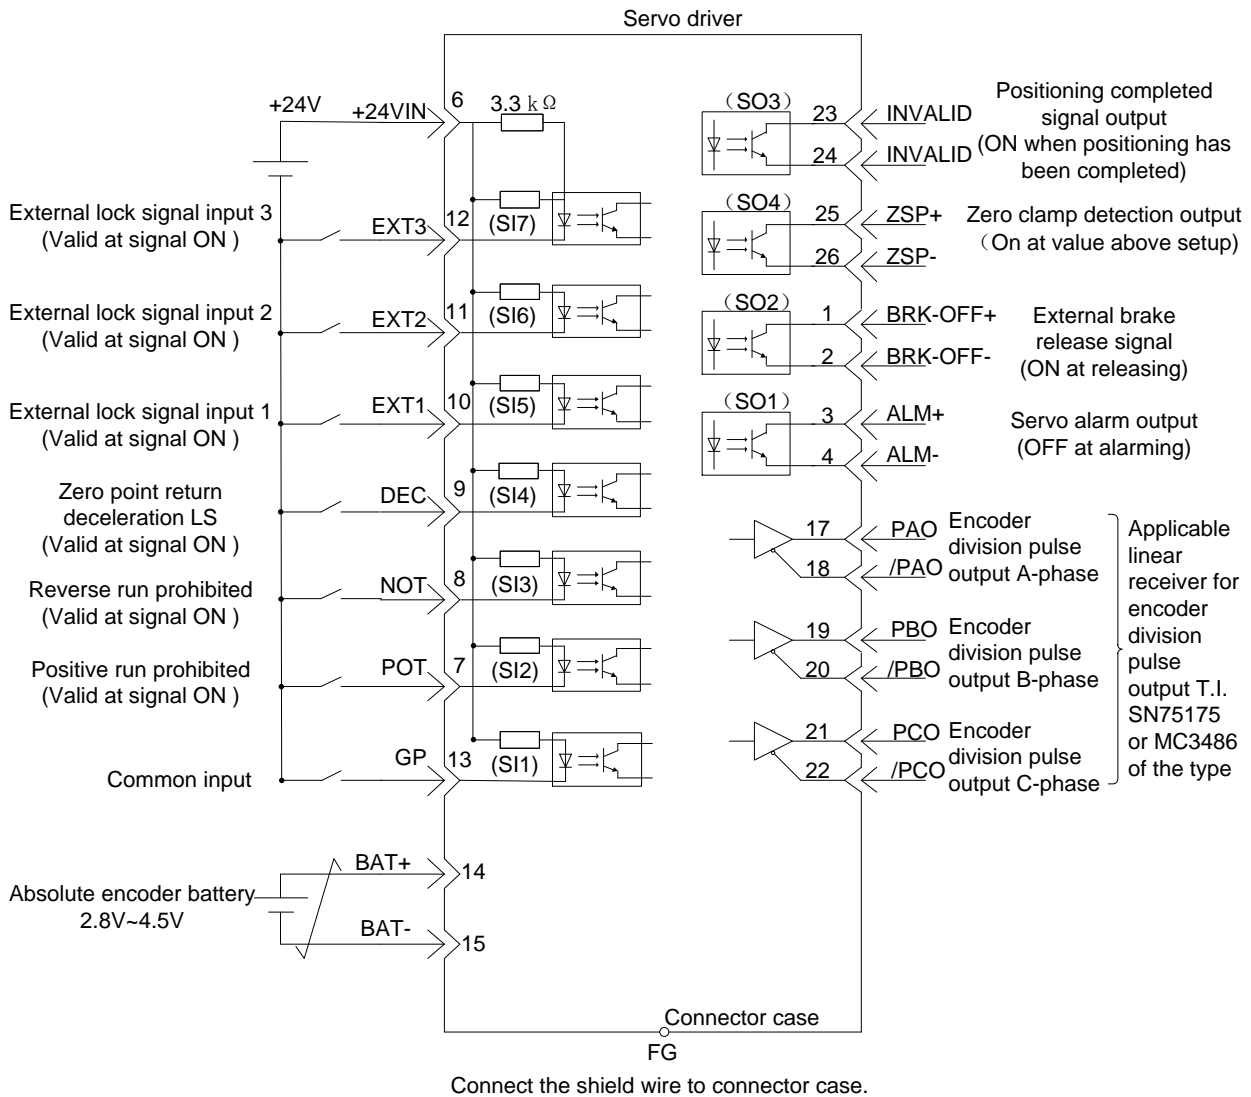 Servo driver
+24V
+24VIN
6
3.3 k Ω
External lock signal input 3
(Valid at signal ON )
EXT3
12
(SI7)
External lock signal input 2
(Valid at signal ON )
EXT2
11
(SI6)
External lock signal input 1
(Valid at signal ON )
EXT1
10
(SI5)
Zero point return
deceleration LS
(Valid at signal ON )
DEC
9
(SI4)
Reverse run prohibited
(Valid at signal ON )
NOT
8
(SI3)
Positive run prohibited
(Valid at signal ON )
POT
7
(SI2)
Common input
GP
13
(SI1)
Absolute encoder battery
2.8V~4.5V
BAT+
14
BAT-
15
（SO3）
23
INVALID
24
INVALID
Positioning completed
signal output
(ON when positioning has
been completed)
（SO4）
25
ZSP+
26
ZSP-
Zero clamp detection output
（On at value above setup)
（SO2）
1
BRK-OFF+
2
BRK-OFF-
External brake
release signal
(ON at releasing)
（SO1）
3
ALM+
4
ALM-
Servo alarm output
(OFF at alarming)
17
PAO
18
/PAO
Encoder
division pulse
output A-phase
19
PBO
20
/PBO
Encoder
division pulse
output B-phase
21
PCO
22
/PCO
Encoder
division pulse
output C-phase
Applicable
linear
receiver for
encoder
division
pulse
output T.I.
SN75175
or MC3486
of the type
Connector case
FG
Connect the shield wire to connector case.